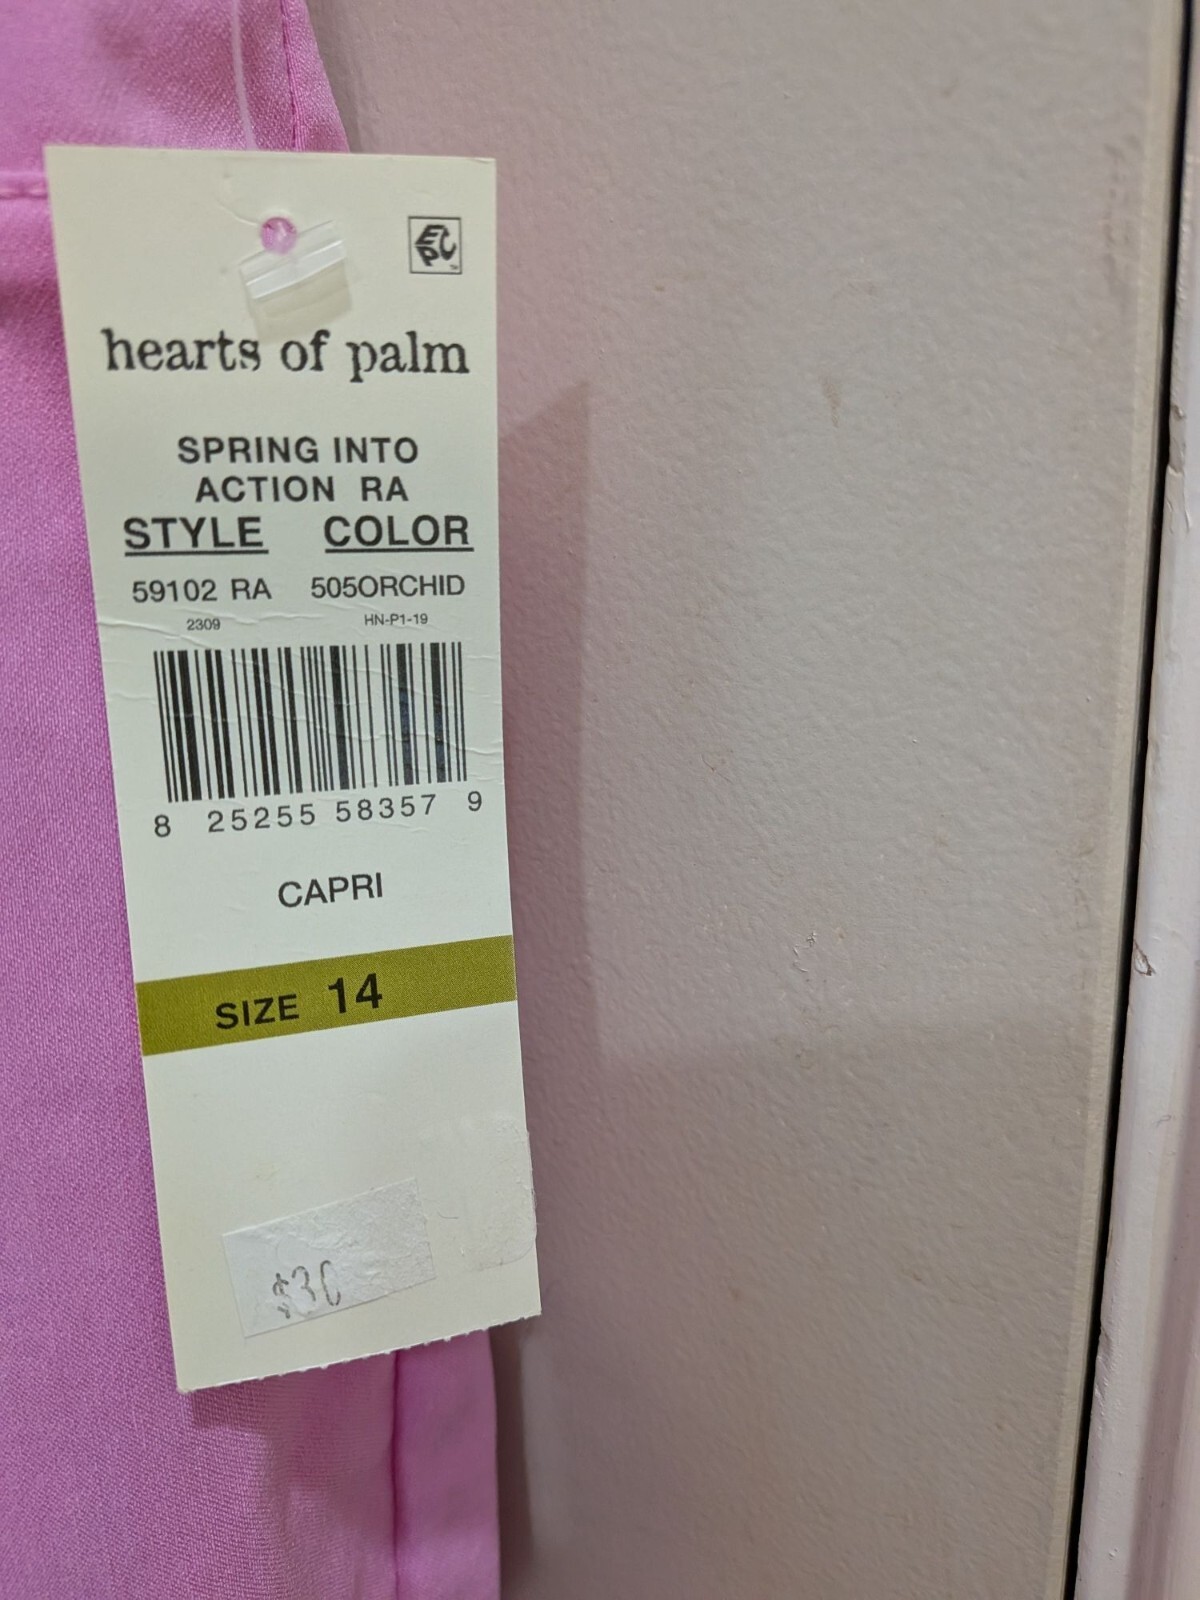 EPC
hearts of palm
SPRING INTO
ACTION RA
STYLE COLOR
59102 RA 505ORCHID
2309 HN-P1-19
8 25255 58357 9
CAPRI
SIZE 14
$30